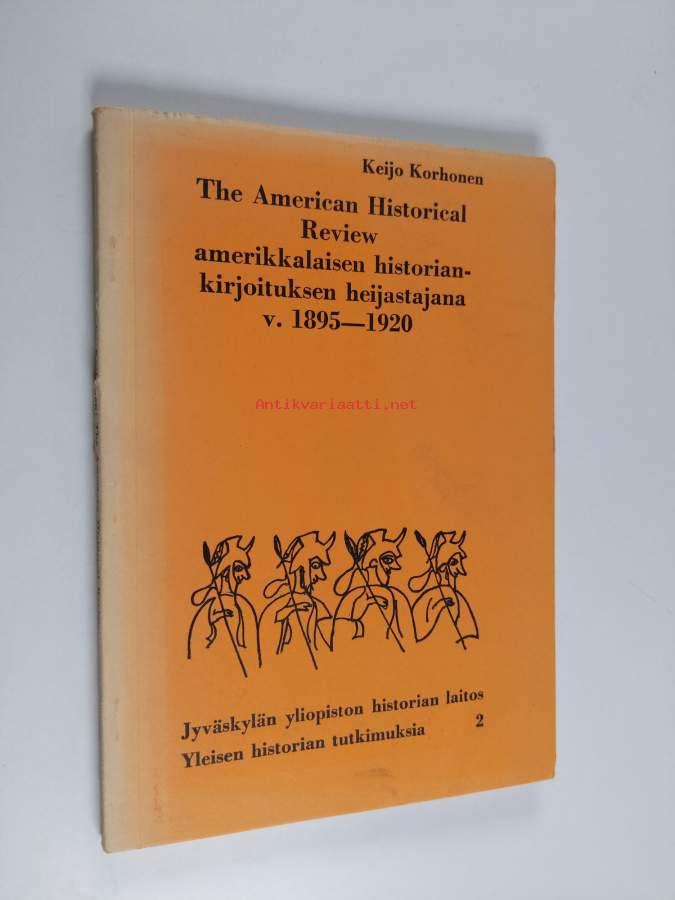 Keijo Korhonen
The American Historical
Review
amerikkalaisen historian-
kirjoituksen heijastajana
v. 1895—1920
Antikvariaatti.net
Jyväskylän yliopiston historian laitos
Yleisen historian tutkimuksia 2